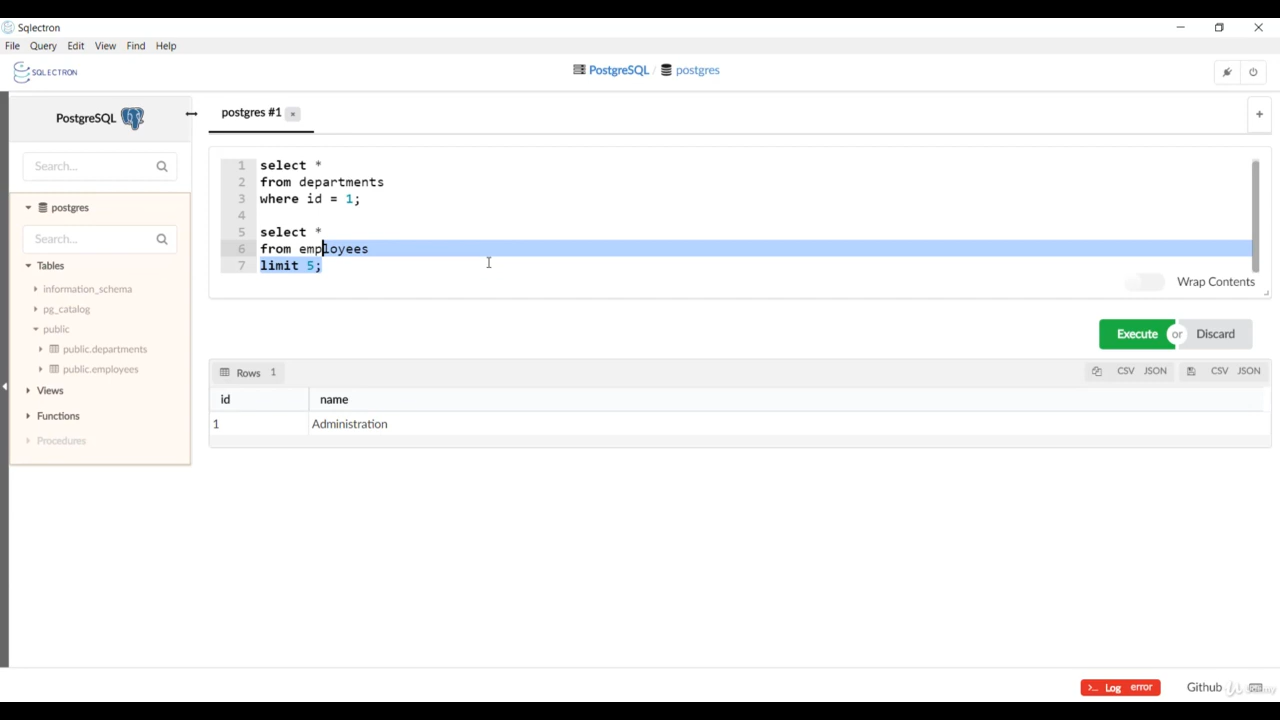 Sqlectron
File Query Edit View Find Help
SQLECTRON
PostgreSQL / postgres
PostgreSQL
postgres #1 ×
+
Search...
postgres
Search...
Tables
information_schema
pg_catalog
public
public.departments
public.employees
Views
Functions
Procedures
1 select *
2 from departments
3 where id = 1;
4
5 select *
6 from employees
7 limit 5;
Wrap Contents
Execute or Discard
Rows 1
CSV JSON CSV JSON
id name
1 Administration
>_ Log error
Github
Udemy